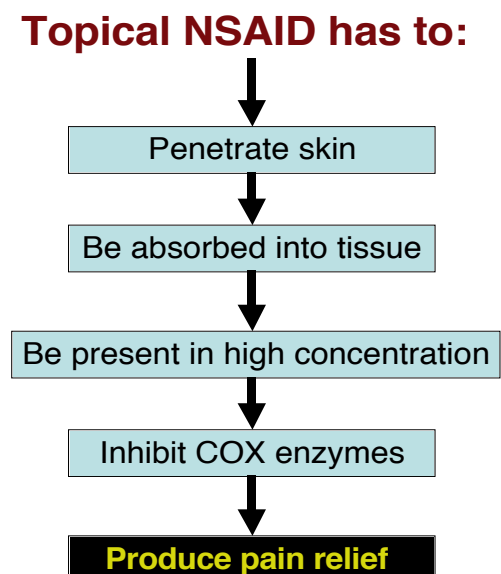 Topical NSAID has to:
Penetrate skin
Be absorbed into tissue
Be present in high concentration
Inhibit COX enzymes
Produce pain relief